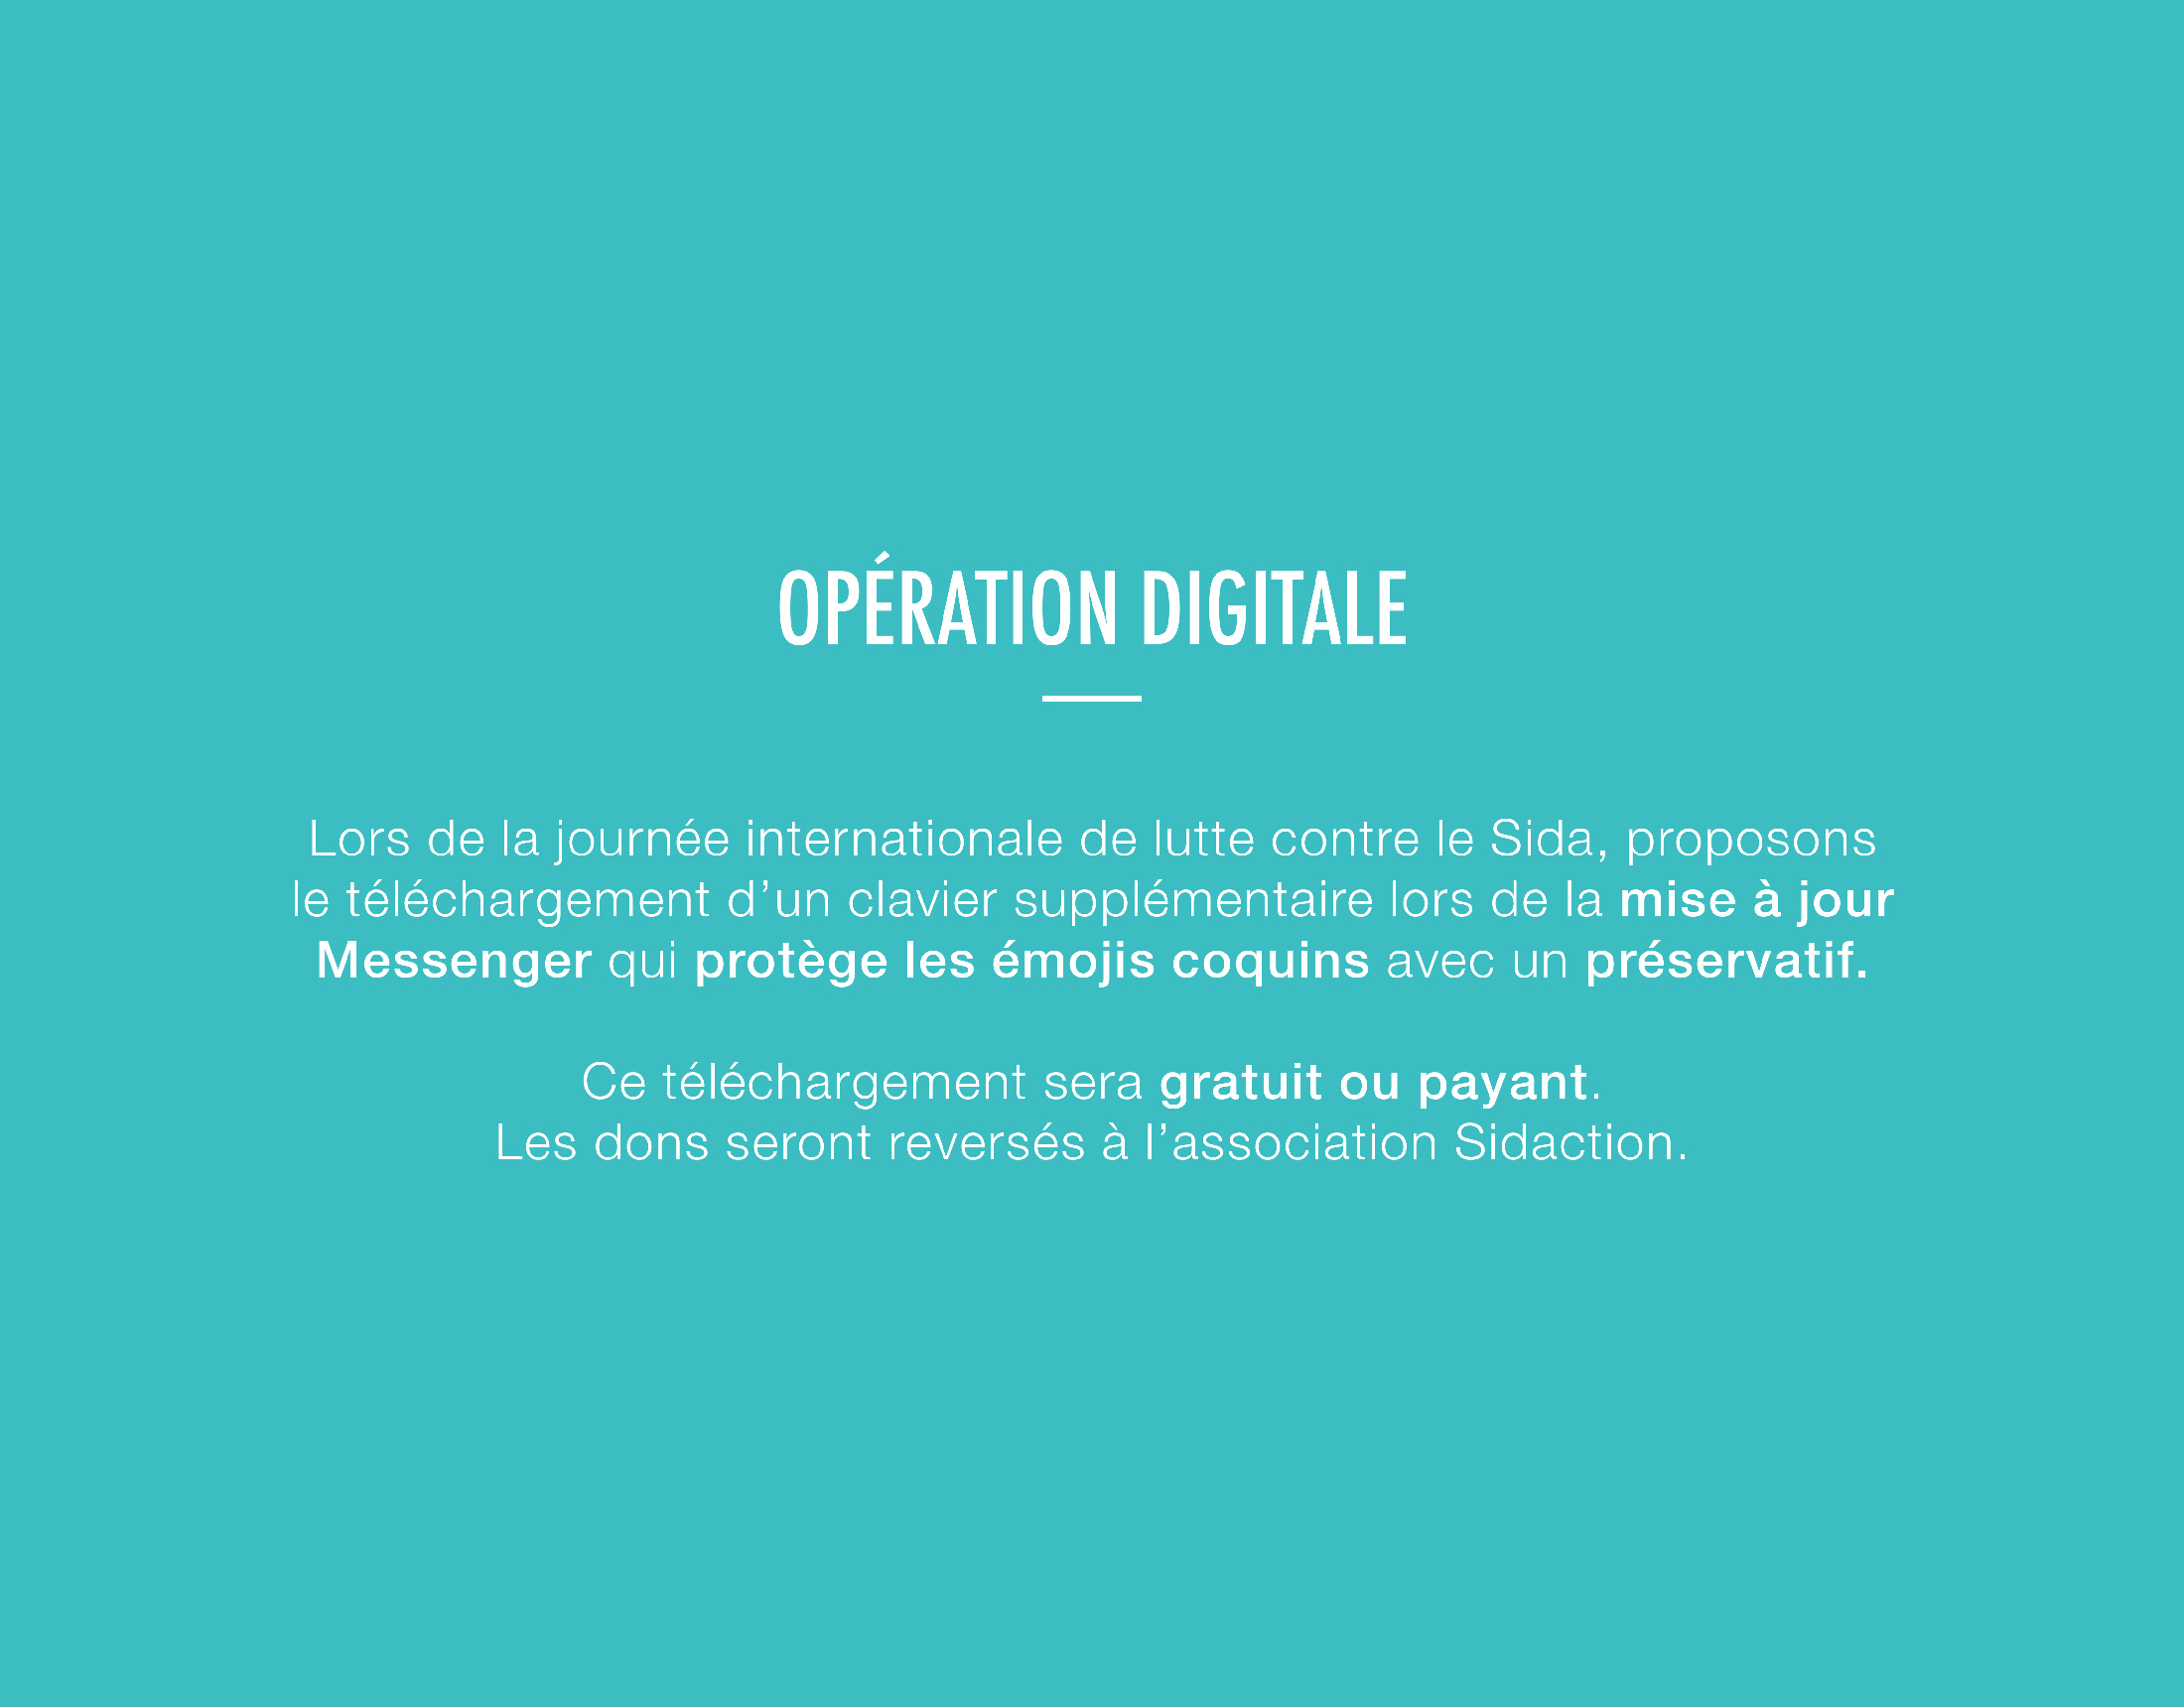 OPÉRATION DIGITALE
Lors de la journée internationale de lutte contre le Sida, proposons
le téléchargement d’un clavier supplémentaire lors de la mise à jour
Messenger qui protège les émojis coquins avec un préservatif.
Ce téléchargement sera gratuit ou payant.
Les dons seront reversés à l’association Sidaction.